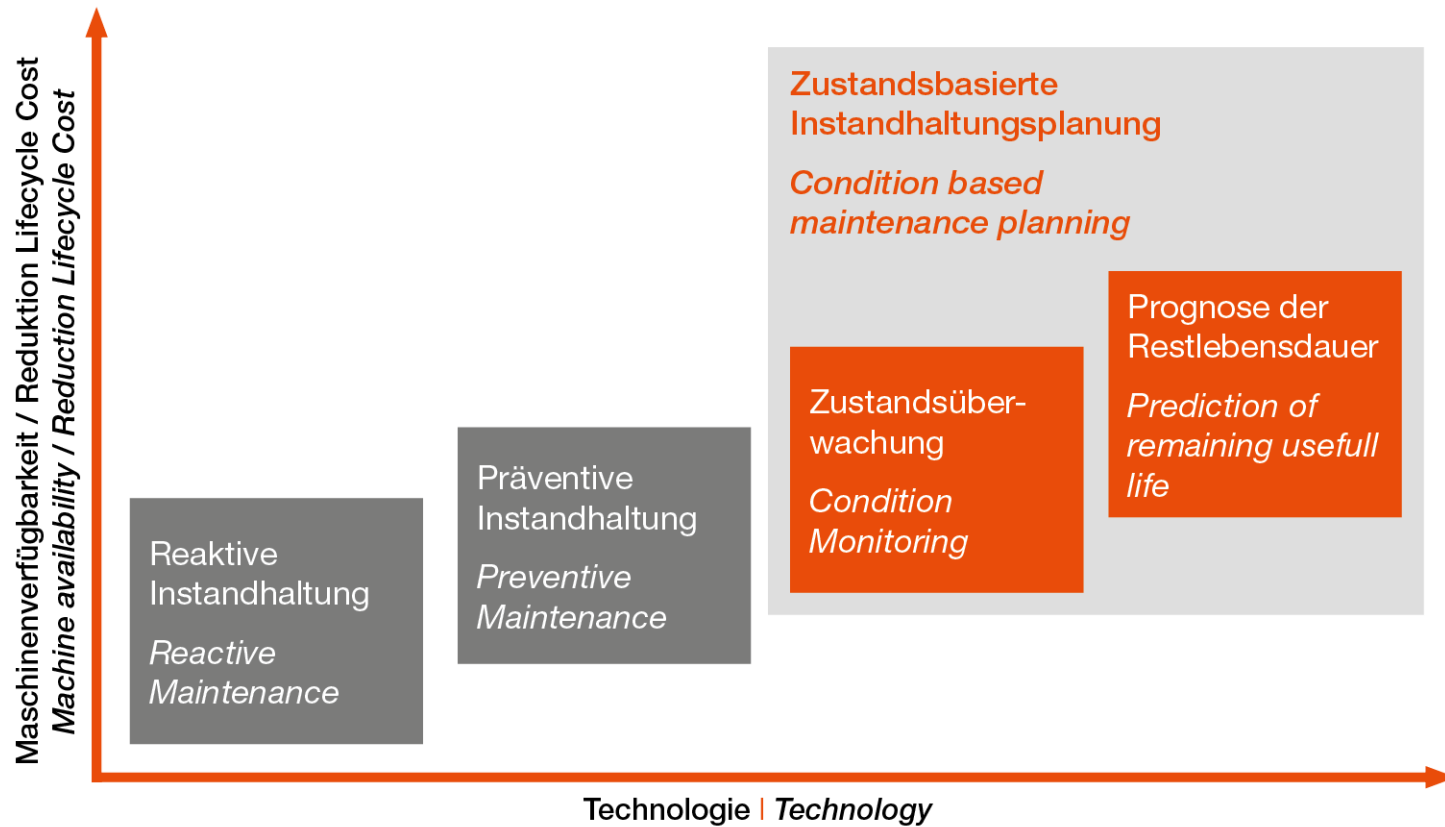 Maschinenverfügbarkeit / Reduktion Lifecycle Cost
Machine availability / Reduction Lifecycle Cost
Reaktive
Instandhaltung
Reactive
Maintenance
Präventive
Instandhaltung
Preventive
Maintenance
Zustandsbasierte
Instandhaltungsplanung
Condition based
maintenance planning
Zustandsüber-
wachung
Condition
Monitoring
Prognose der
Restlebensdauer
Prediction of
remaining usefull
life
Technologie | Technology